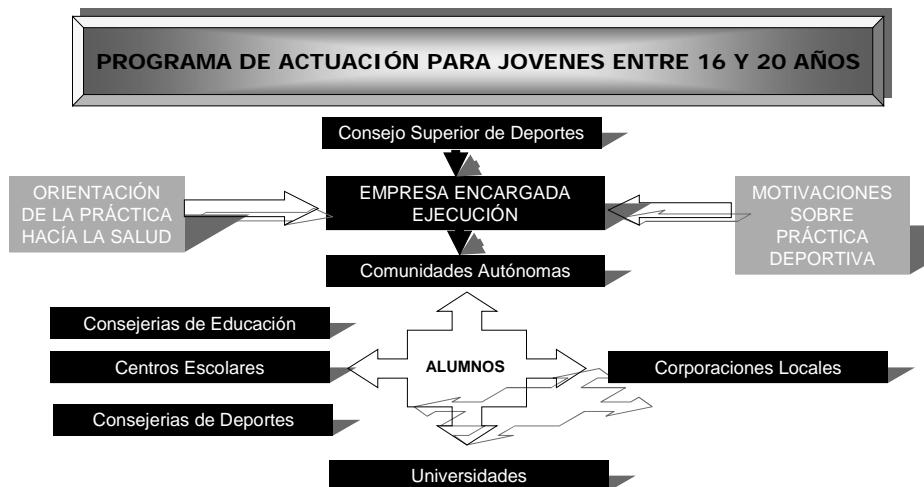 PROGRAMA DE ACTUACIÓN PARA JOVENES ENTRE 16 Y 20 AÑOS
Consejo Superior de Deportes
ORIENTACIÓN
DE LA PRÁCTICA
HACÍA LA SALUD
EMPRESA ENCARGADA
EJECUCIÓN
MOTIVACIONES
SOBRE
PRÁCTICA
DEPORTIVA
Comunidades Autónomas
Consejerias de Educación
Centros Escolares
ALUMNOS
Corporaciones Locales
Consejerias de Deportes
Universidades